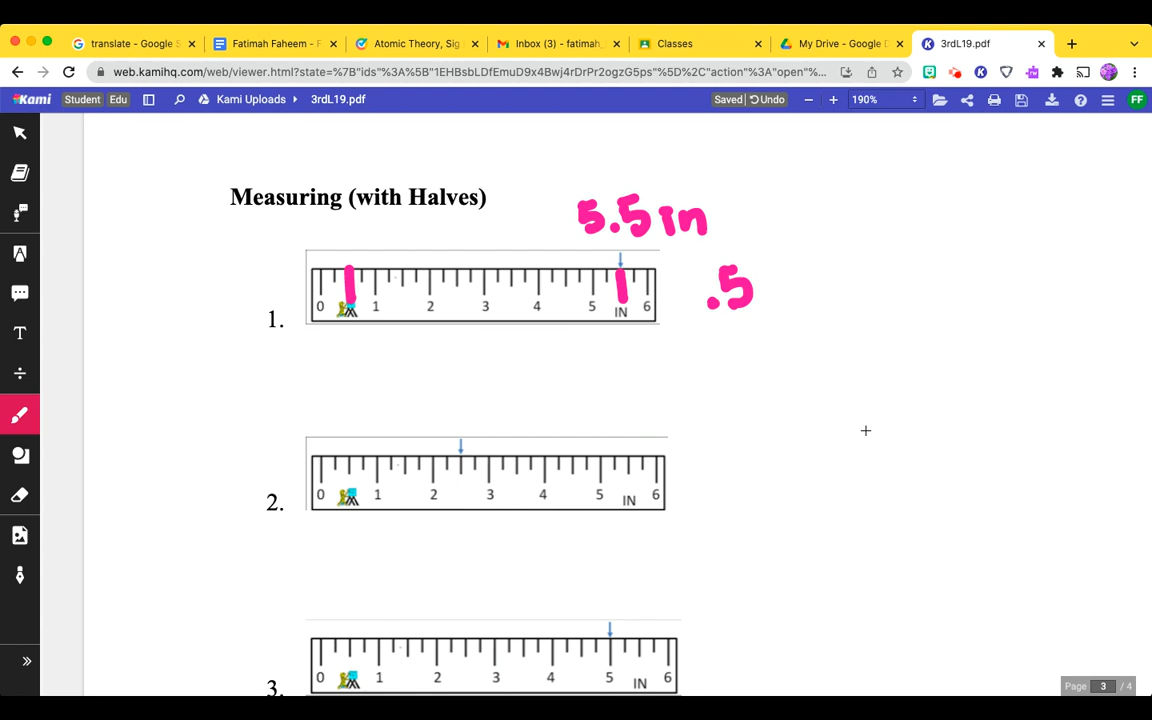 translate - Google S
Fatimah Faheem - F
Atomic Theory, Sig
Inbox (3) - fatimah_
Classes
My Drive - Google D
3rdL19.pdf
web.kamihq.com/web/viewer.html?state=%7B"ids"%3A%5B"1EHBsbLDfEmuD9x4Bwj4rDrPr2ogzG5ps"%5D%2C"action"%3A"open"%...
Kami Student Edu Kami Uploads 3rdL19.pdf Saved Undo 190% FF
Measuring (with Halves)
5.5 in
.5
1.
0 1 2 3 4 5 IN 6
2.
0 1 2 3 4 5 IN 6
3.
0 1 2 3 4 5 IN 6
Page 3 / 4